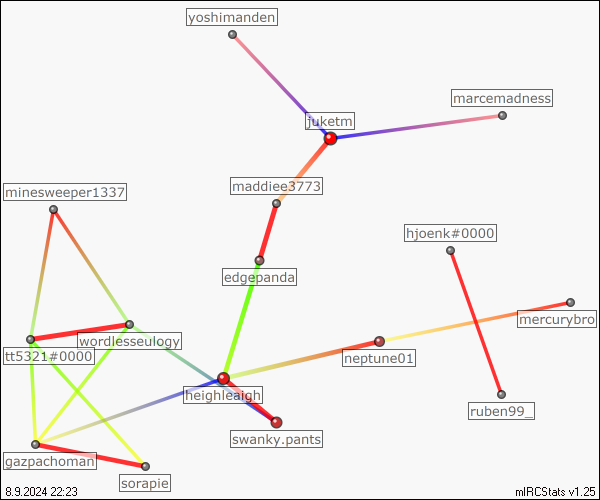 yoshimanden
marcemadness
juketm
maddiee3773
minesweeper1337
hjoenk#0000
edgepanda
mercurybro
wordlesseulogy
tt5321#0000
neptune01
heighleaigh
ruben99_
swanky.pants
gazpachoman
sorapie
8.9.2024 22:23
mIRCStats v1.25